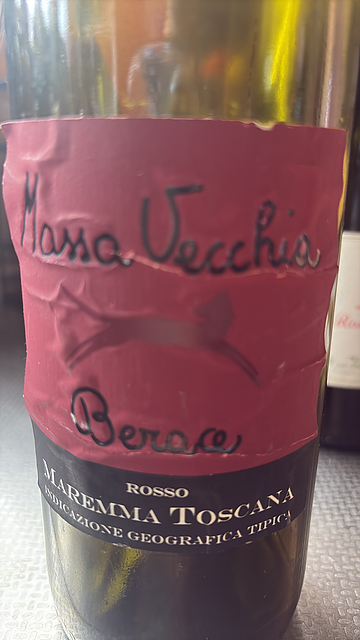 Massa Vecchia
Berace
ROSSO
MAREMMA TOSCANA
INDICAZIONE GEOGRAFICA TIPICA